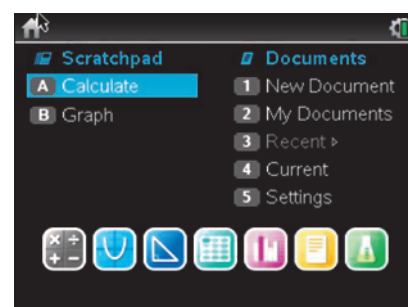 Scratchpad
A Calculate
B Graph
Documents
1 New Document
2 My Documents
3 Recent ▸
4 Current
5 Settings